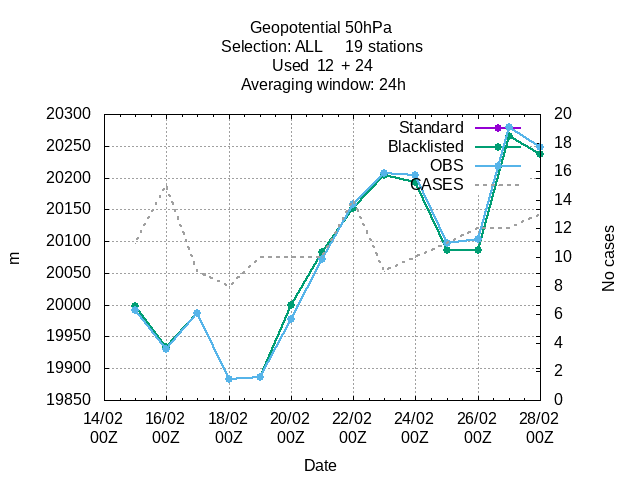 Geopotential 50hPa
Selection: ALL     19 stations
Used  12  + 24
Averaging window: 24h
20300
20250
20200
20150
20100
20050
20000
19950
19900
19850
m
Standard
Blacklisted
OBS
CASES
20
18
16
14
12
10
8
6
4
2
0
No cases
14/02 16/02 18/02 20/02 22/02 24/02 26/02 28/02
00Z 00Z 00Z 00Z 00Z 00Z 00Z 00Z
Date